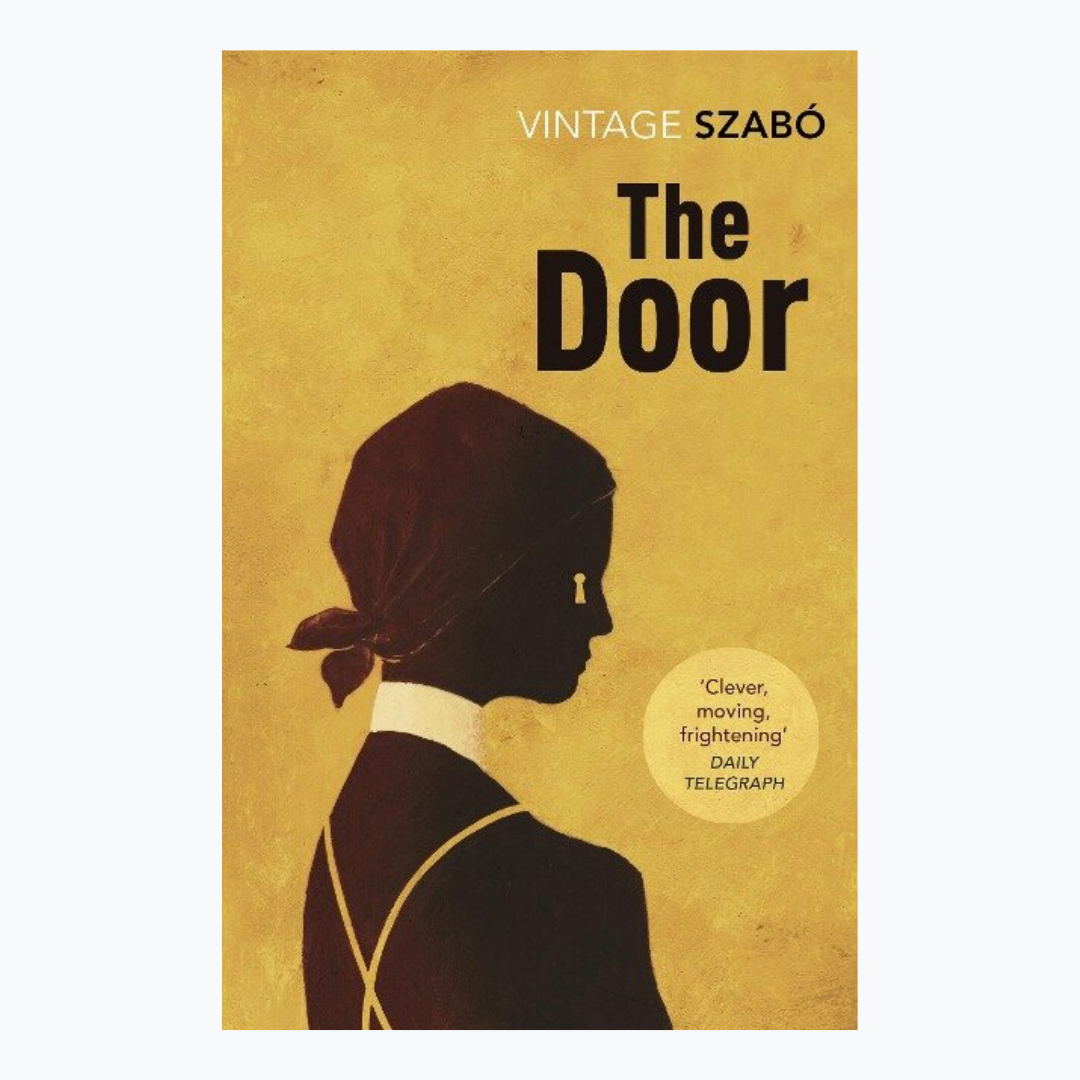 VINTAGE SZABÓ
The
Door
‘Clever,
moving,
frightening’
DAILY
TELEGRAPH